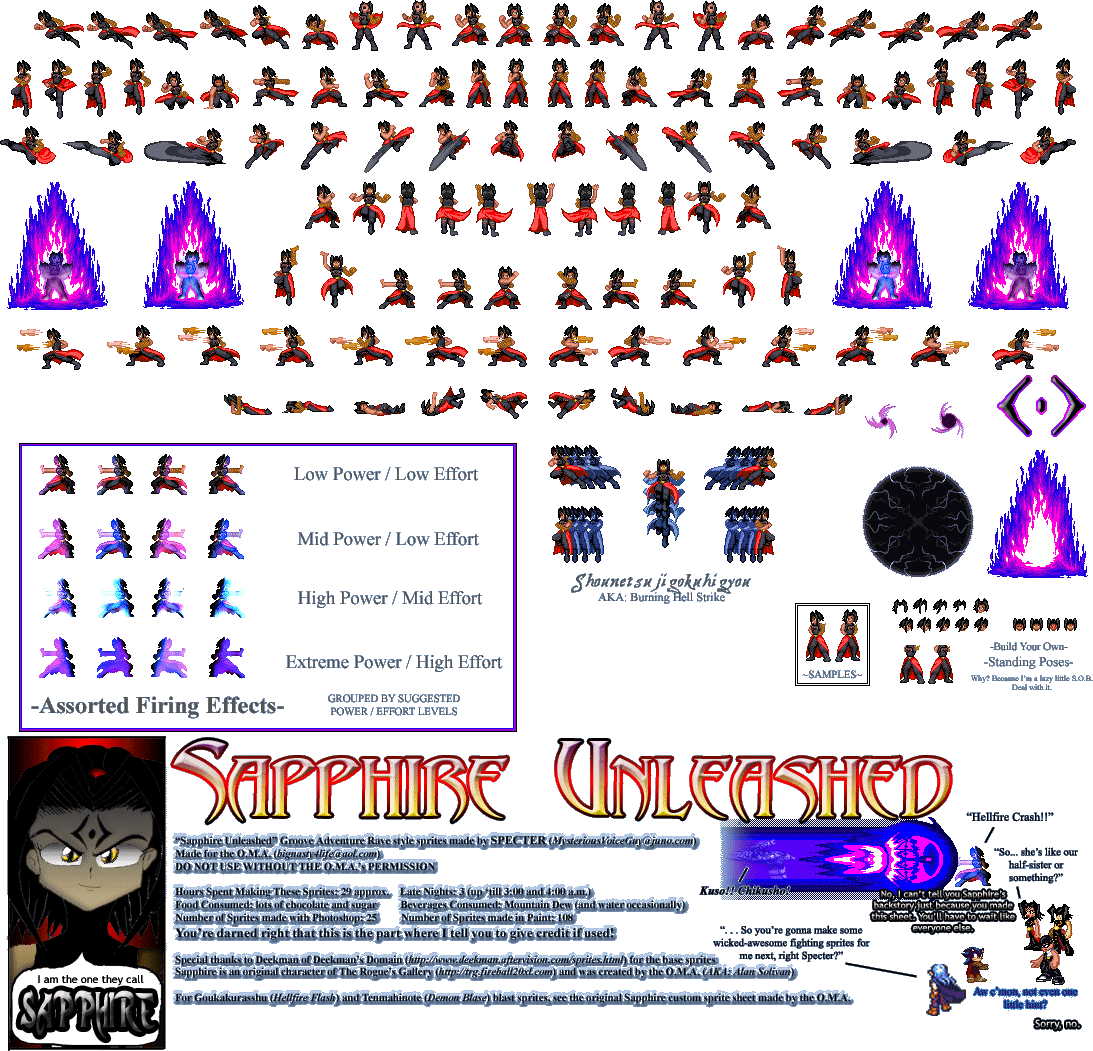 Low Power / Low Effort
Mid Power / Low Effort
High Power / Mid Effort
Extreme Power / High Effort
-Assorted Firing Effects-
GROUPED BY SUGGESTED
POWER / EFFORT LEVELS
Shounetsu jigokuhi gyou
AKA: Burning Hell Strike
~SAMPLES~
-Build Your Own-
-Standing Poses-
Why? Because I'm a lazy little S.O.B.
Deal with it.
SAPPHIRE UNLEASHED
"Sapphire Unleashed" Groove Adventure Rave style sprites made by SPECTER (MysteriousVoiceGuy@juno.com)
Made for the O.M.A. (bignasty4life@aol.com)
DO NOT USE WITHOUT THE O.M.A.'s PERMISSION
Hours Spent Making These Sprites: 29 approx. Late Nights: 3 (up 'till 3:00 and 4:00 a.m.)
Food Consumed: lots of chocolate and sugar Beverages Consumed: Mountain Dew (and water occasionally)
Number of Sprites made with Photoshop: 25 Number of Sprites made in Paint: 108
You're darned right that this is the part where I tell you to give credit if used!
Special thanks to Deekman of Deekman's Domain (http://www.deekman.aftervision.com/sprites.html) for the base sprites
Sapphire is an original character of The Rogue's Gallery (http://trg.fireball20xl.com) and was created by the O.M.A. (AKA: Alan Solivan)
For Goukakurasshu (Hellfire Flash) and Tenmahinote (Demon Blase) blast sprites, see the original Sapphire custom sprite sheet made by the O.M.A.
I am the one they call
SAPPHIRE
"Hellfire Crash!!"
Kuso!! Chikusho!
"So... she's like our
half-sister or
something?"
No, I can't tell you Sapphire's
backstory just because you made
this sheet. You'll have to wait like
everyone else.
". . . So you're gonna make some
wicked-awesome fighting sprites for
me next, right Specter?"
Aw c'mon, not even one
little hint?
Sorry, no.